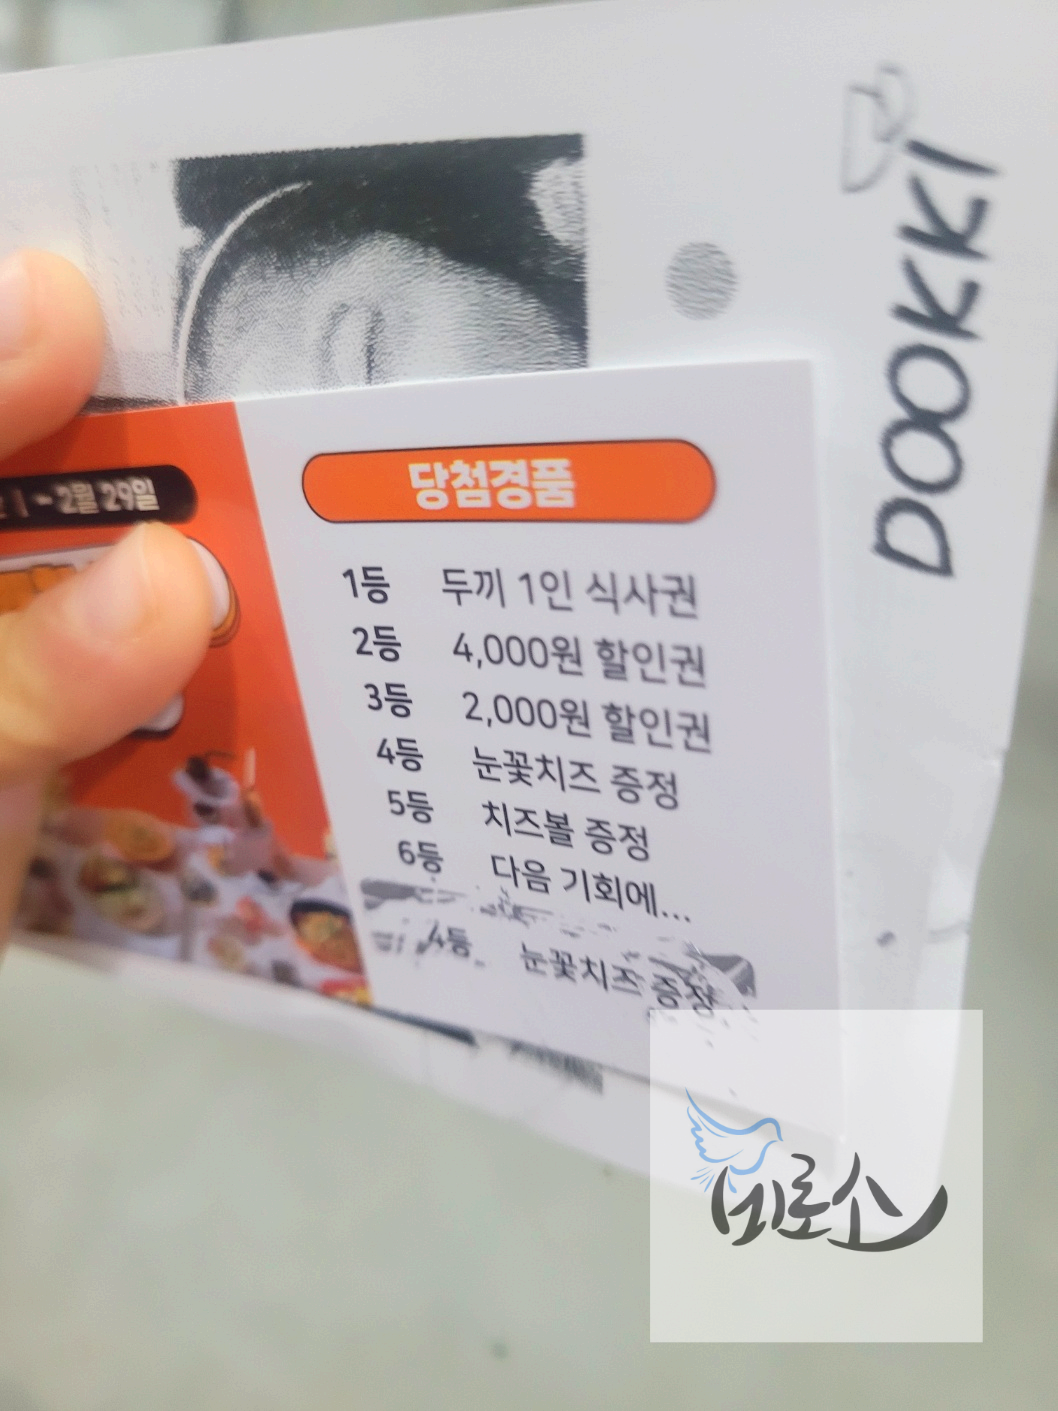 DOOKKI
- 2월 29일
당첨경품
1등 두끼 1인 식사권
2등 4,000원 할인권
3등 2,000원 할인권
4등 눈꽃치즈 증정
5등 치즈볼 증정
6등 다음 기회에...
4등 눈꽃치즈 증정
비로소